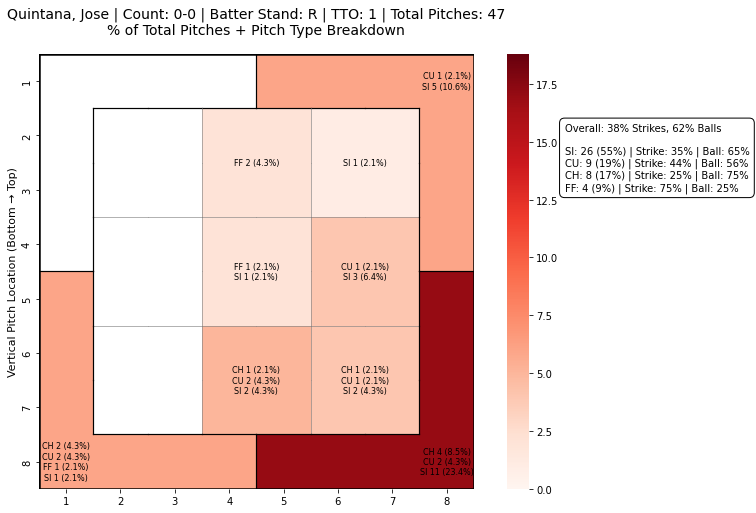 Quintana, Jose | Count: 0-0 | Batter Stand: R | TTO: 1 | Total Pitches: 47
% of Total Pitches + Pitch Type Breakdown
Vertical Pitch Location (Bottom → Top)
1
2
3
4
5
6
7
8
CU 1 (2.1%)
SI 5 (10.6%)
FF 2 (4.3%)
SI 1 (2.1%)
FF 1 (2.1%)
SI 1 (2.1%)
CU 1 (2.1%)
SI 3 (6.4%)
CH 1 (2.1%)
CU 2 (4.3%)
SI 2 (4.3%)
CH 1 (2.1%)
CU 1 (2.1%)
SI 2 (4.3%)
CH 2 (4.3%)
CU 2 (4.3%)
FF 1 (2.1%)
SI 1 (2.1%)
CH 4 (8.5%)
CU 2 (4.3%)
SI 11 (23.4%)
1 2 3 4 5 6 7 8
17.5
15.0
12.5
10.0
7.5
5.0
2.5
0.0
Overall: 38% Strikes, 62% Balls
SI: 26 (55%) | Strike: 35% | Ball: 65%
CU: 9 (19%) | Strike: 44% | Ball: 56%
CH: 8 (17%) | Strike: 25% | Ball: 75%
FF: 4 (9%) | Strike: 75% | Ball: 25%